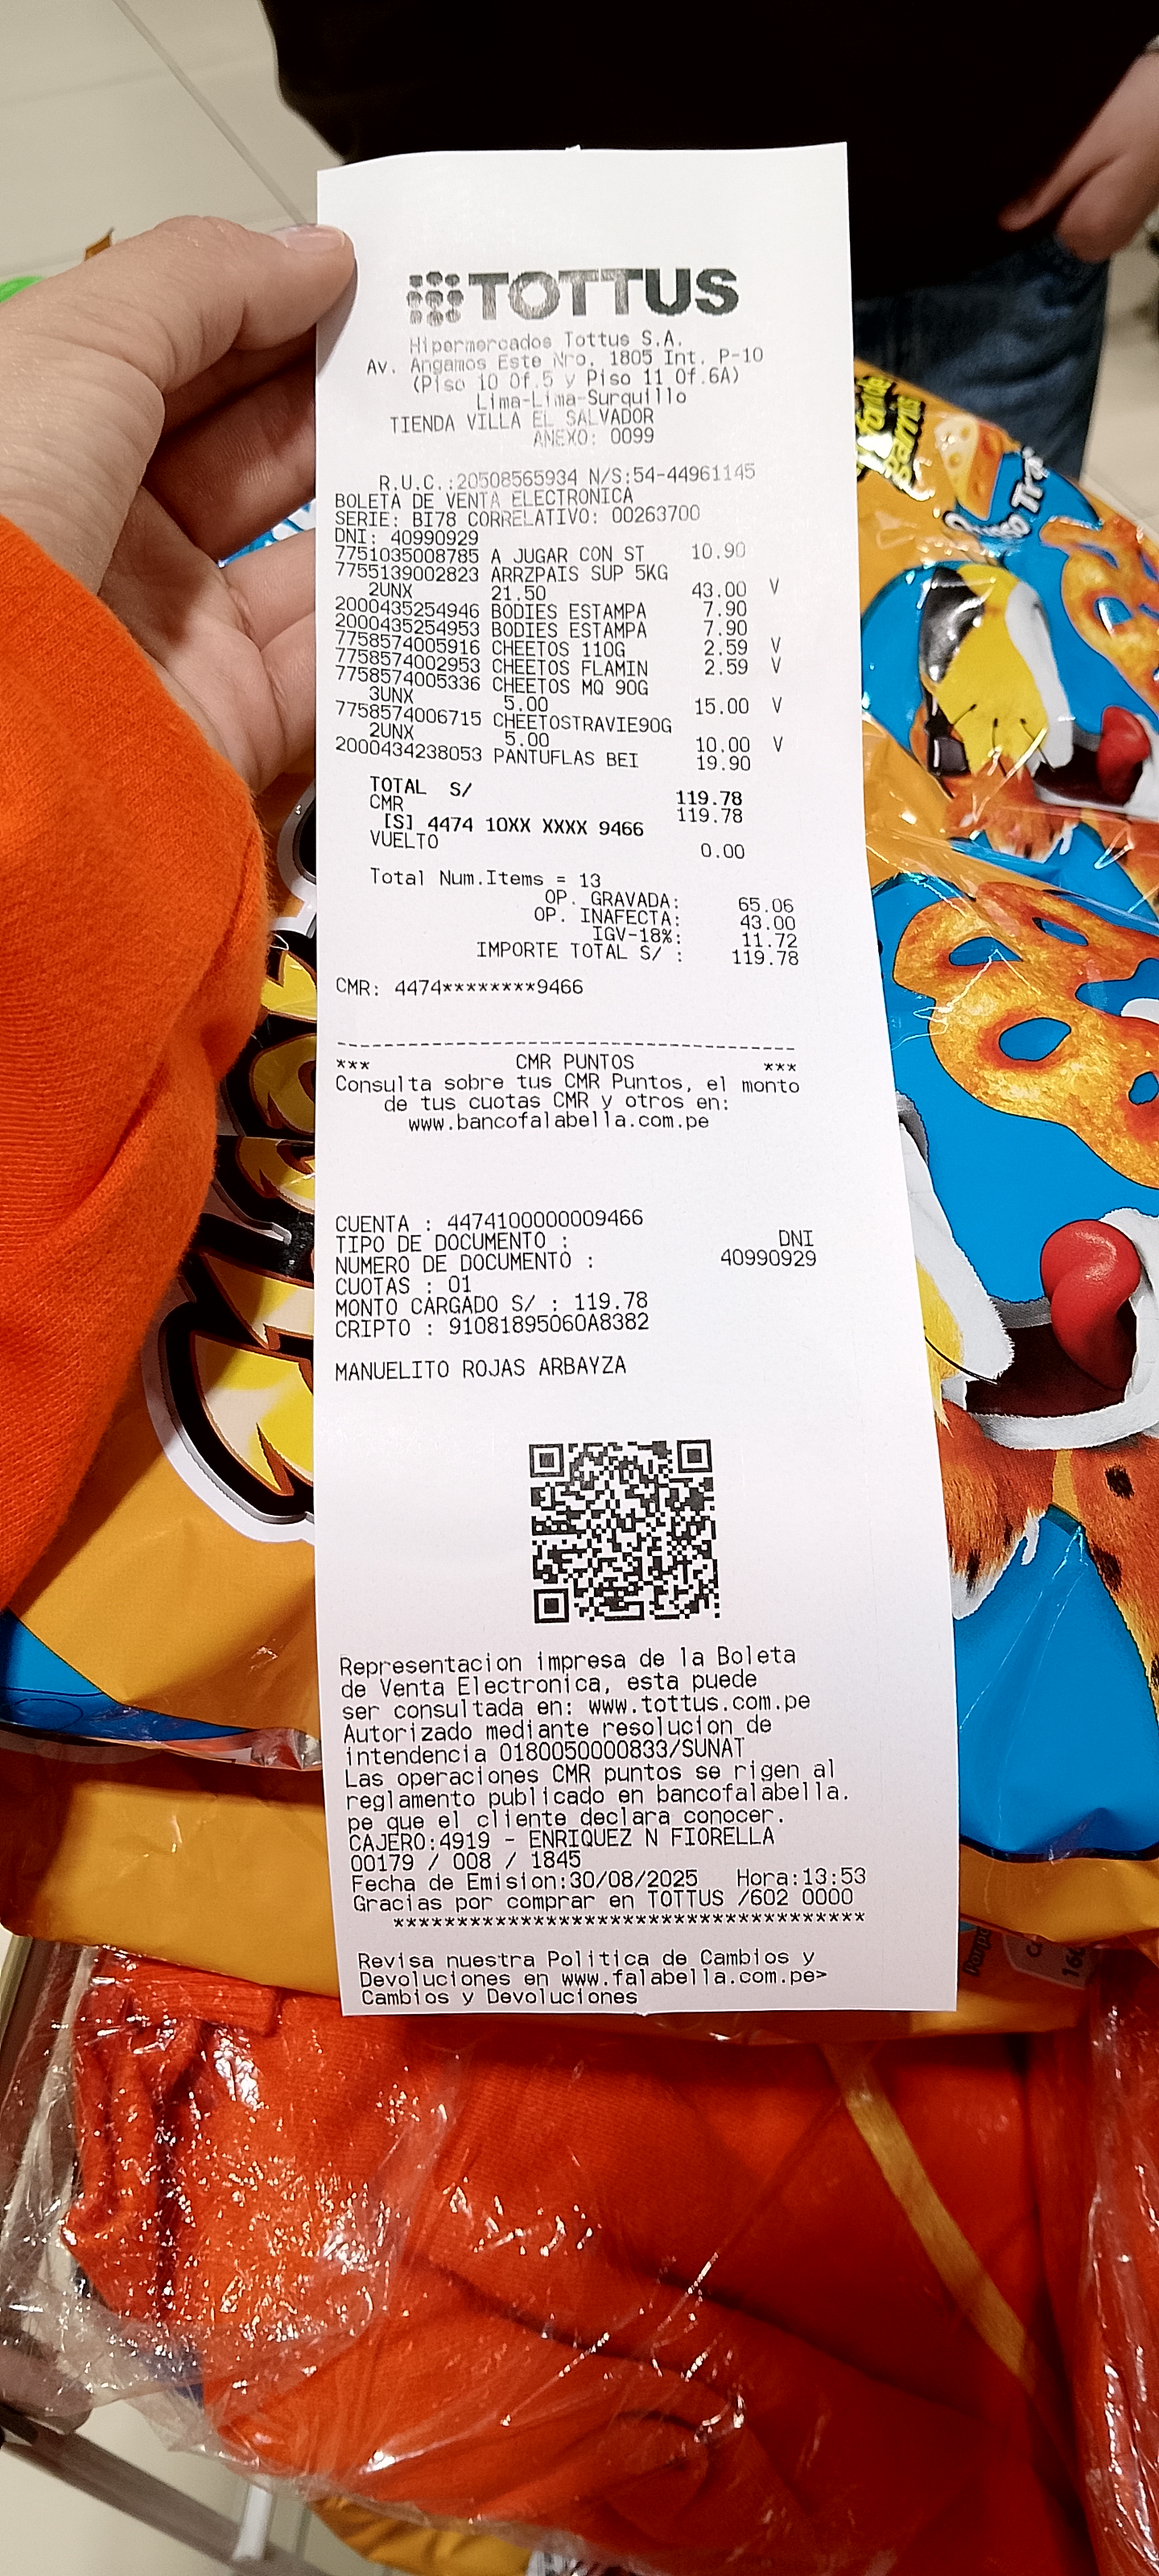 TOTTUS
Hipermercados Tottus S.A.
Av. Angamos Este Nro. 1805 Int. P-10
(Piso 10 Of.5 y Piso 11 Of.6A)
Lima-Lima-Surquillo
TIENDA VILLA EL SALVADOR
ANEXO: 0099
R.U.C.:20508565934 N/S:54-44961145
BOLETA DE VENTA ELECTRONICA
SERIE: BI78 CORRELATIVO: 00263700
DNI: 40990929
7751035008785 A JUGAR CON ST 10.90
7755139002823 ARRZPAIS SUP 5KG
2UNX 21.50 43.00 V
2000435254946 BODIES ESTAMPA 7.90
2000435254953 BODIES ESTAMPA 7.90
7758574005916 CHEETOS 110G 2.59 V
7758574002953 CHEETOS FLAMIN 2.59 V
7758574005336 CHEETOS MQ 90G
3UNX 5.00 15.00 V
7758574006715 CHEETOSTRAVIE90G
2UNX 5.00 10.00 V
2000434238053 PANTUFLAS BEI 19.90
TOTAL S/ 119.78
CMR 119.78
[S] 4474 10XX XXXX 9466
VUELTO 0.00
Total Num.Items = 13
OP. GRAVADA: 65.06
OP. INAFECTA: 43.00
IGV-18%: 11.72
IMPORTE TOTAL S/ : 119.78
CMR: 4474********9466
------------------------------------
*** CMR PUNTOS ***
Consulta sobre tus CMR Puntos, el monto
de tus cuotas CMR y otros en:
www.bancofalabella.com.pe
CUENTA : 4474100000009466
TIPO DE DOCUMENTO : DNI
NUMERO DE DOCUMENTO : 40990929
CUOTAS : 01
MONTO CARGADO S/ : 119.78
CRIPTO : 91081895060A8382
MANUELITO ROJAS ARBAYZA
Representacion impresa de la Boleta
de Venta Electronica, esta puede
ser consultada en: www.tottus.com.pe
Autorizado mediante resolucion de
intendencia 0180050000833/SUNAT
Las operaciones CMR puntos se rigen al
reglamento publicado en bancofalabella.
pe que el cliente declara conocer.
CAJERO:4919 - ENRIQUEZ N FIORELLA
00179 / 008 / 1845
Fecha de Emision:30/08/2025 Hora:13:53
Gracias por comprar en TOTTUS /602 0000
*************************************
Revisa nuestra Politica de Cambios y
Devoluciones en www.falabella.com.pe>
Cambios y Devoluciones